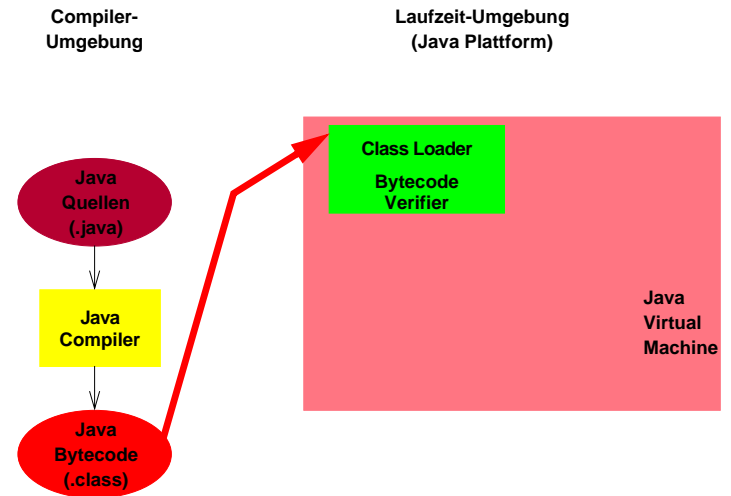 Compiler-
Umgebung
Laufzeit-Umgebung
(Java Plattform)
Java
Quellen
(.java)
Java
Compiler
Java
Bytecode
(.class)
Class Loader
Bytecode
Verifier
Java
Virtual
Machine